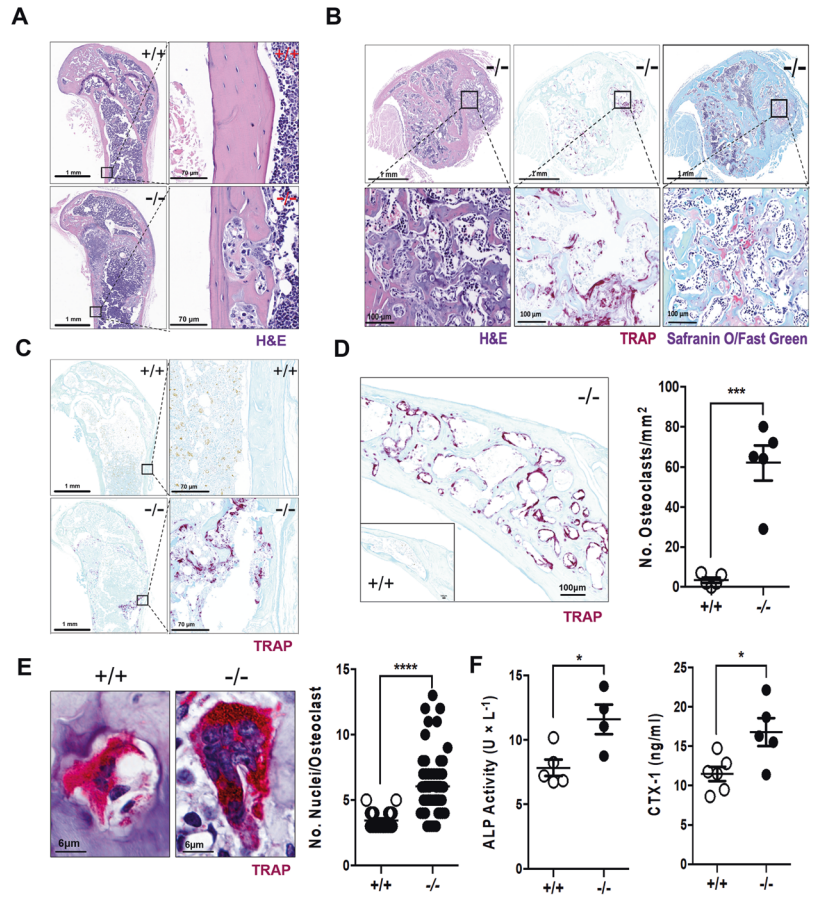 A
+/+
+/+
1 mm
70 µm
-/-
-/-
1 mm
70 µm
H&E
B
-/-
-/-
-/-
1 mm
1 mm
1 mm
100 µm
100 µm
100 µm
H&E
TRAP
Safranin O/Fast Green
C
+/+
+/+
1 mm
70 µm
-/-
-/-
1 mm
70 µm
TRAP
D
-/-
+/+
100µm
TRAP
No. Osteoclasts/mm2
100
80
60
40
20
0
***
+/+
-/-
E
+/+
-/-
6µm
6µm
TRAP
No. Nuclei/Osteoclast
15
10
5
0
****
+/+
-/-
F
ALP Activity (U × L-1)
15
10
5
0
*
+/+
-/-
CTX-1 (ng/ml)
25
20
15
10
5
0
*
+/+
-/-